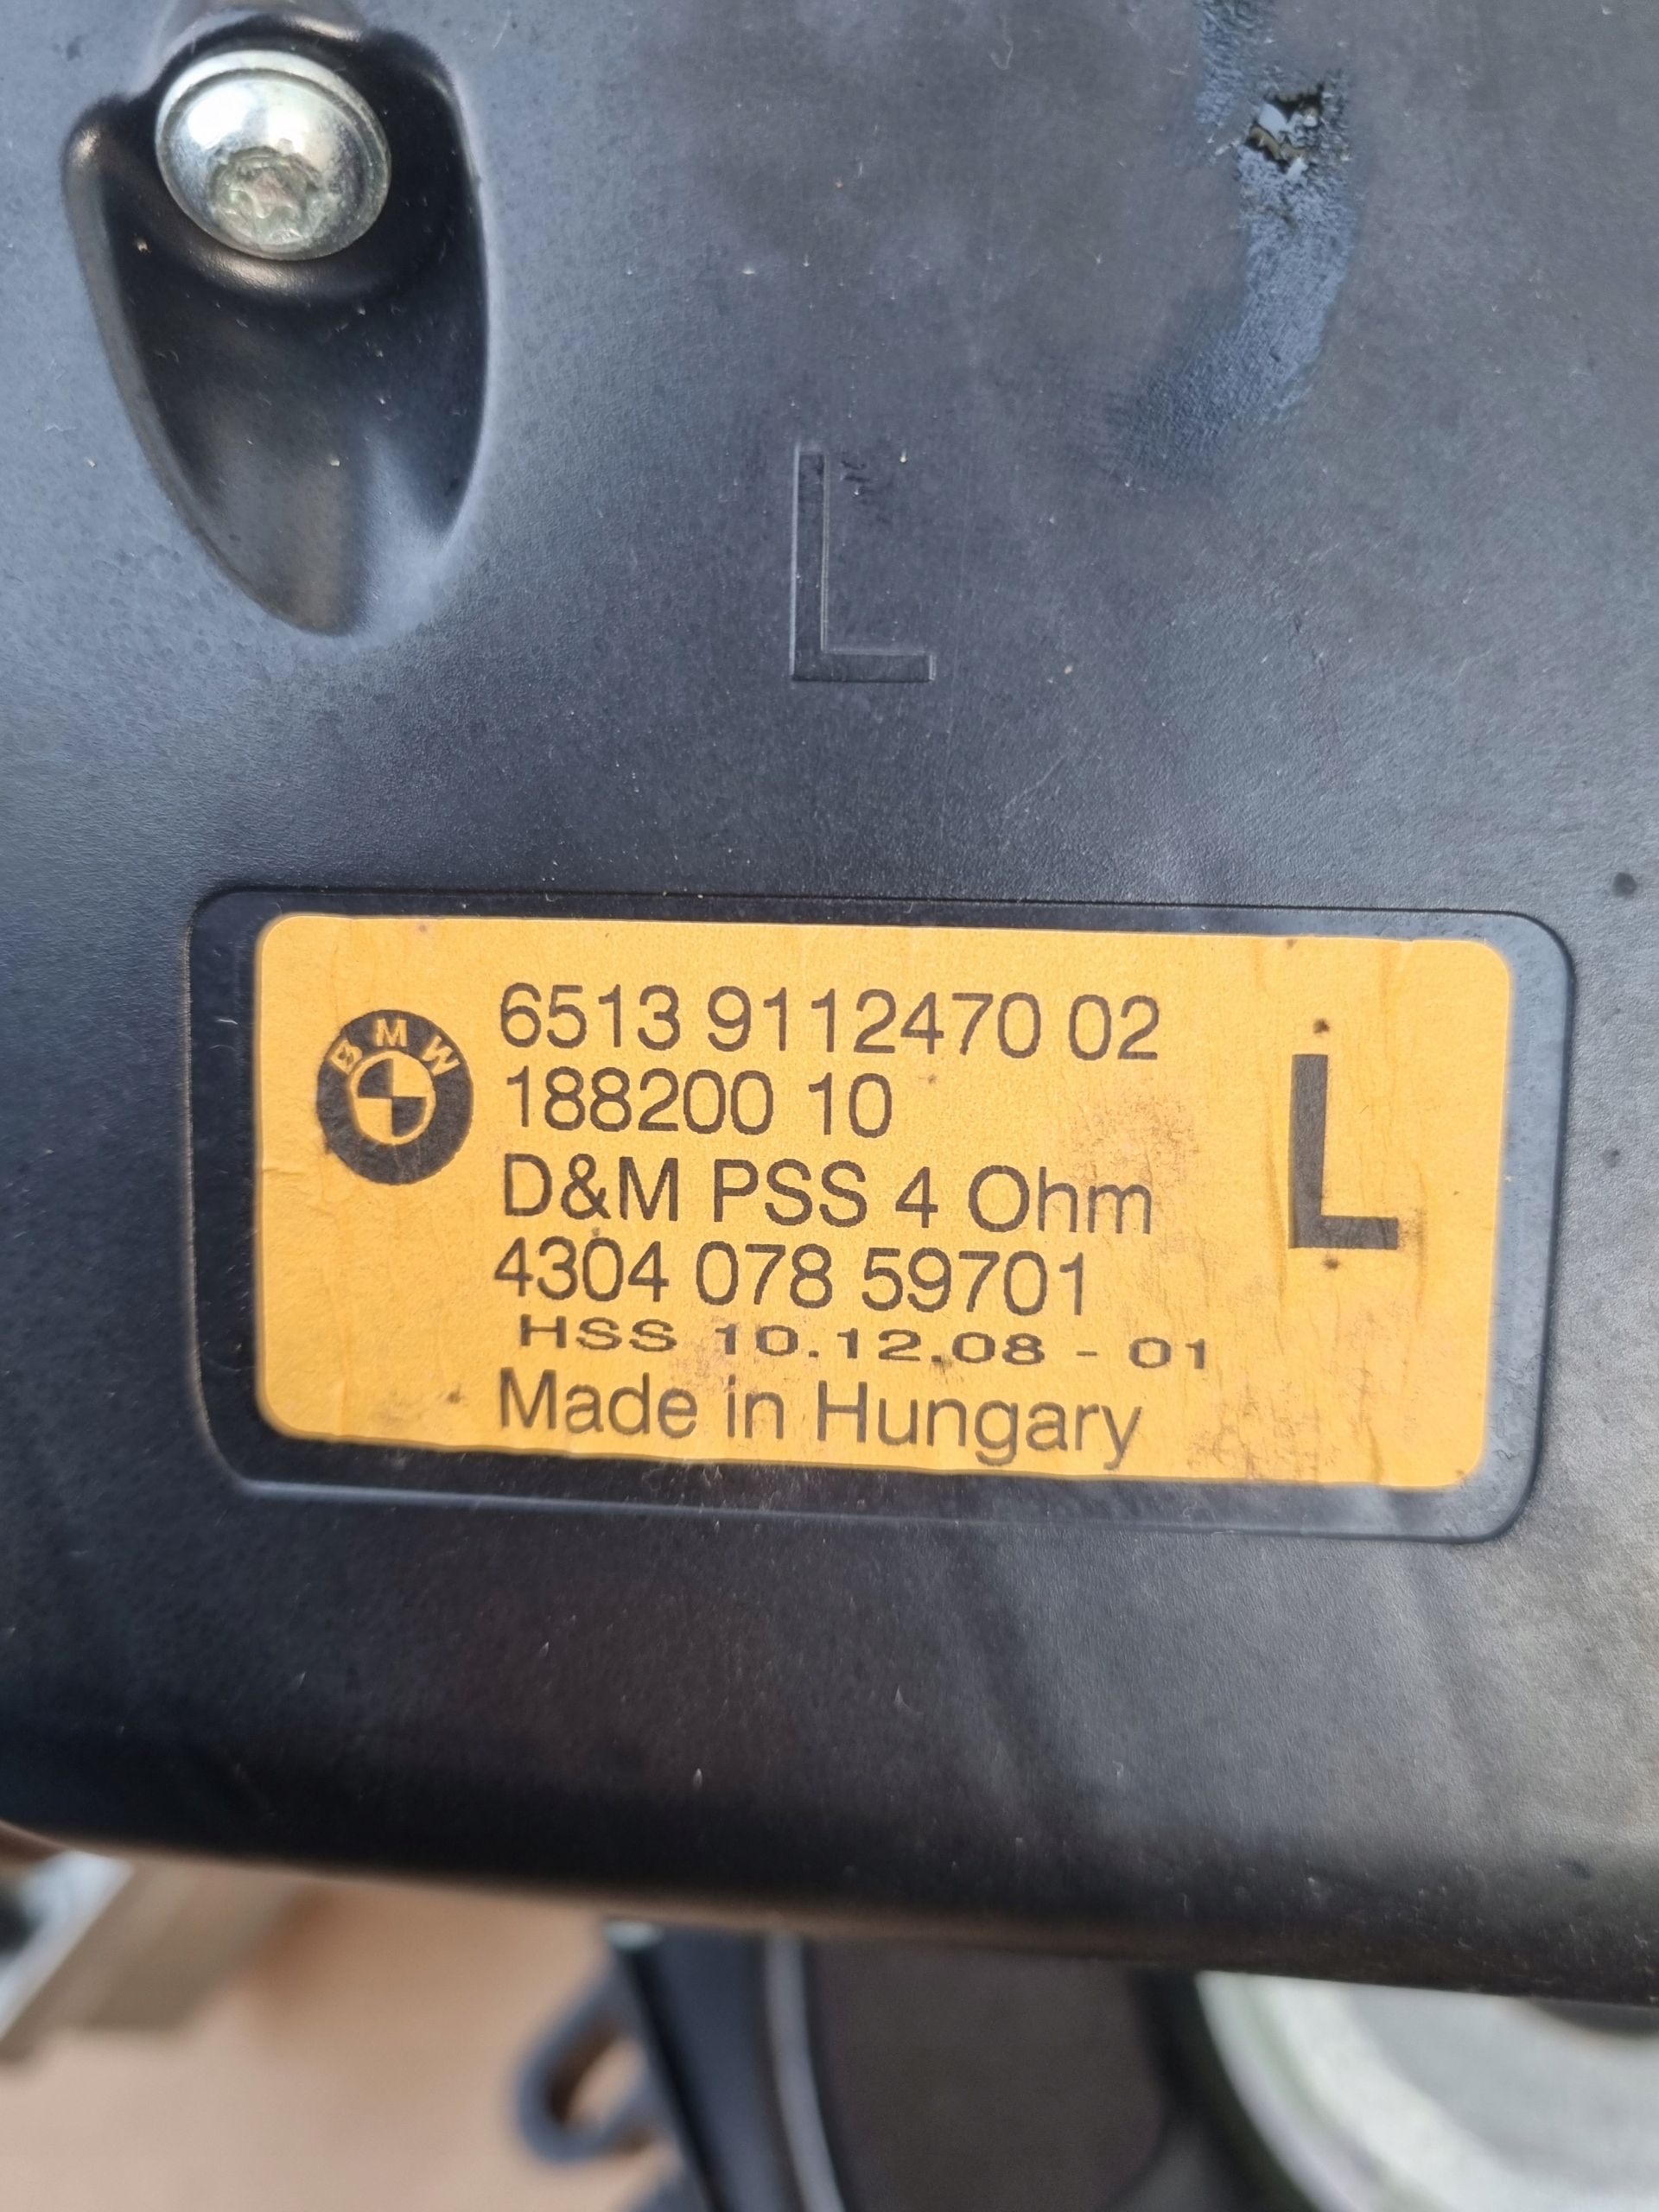 L
BMW
6513 9112470 02
188200 10
D&M PSS 4 Ohm
4304 078 59701
HSS 10.12.08 - 01
Made in Hungary
L